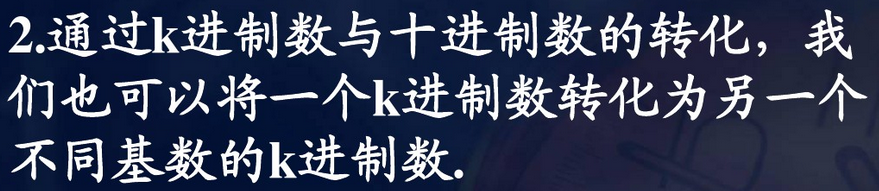 2.通过k进制数与十进制数的转化，我
们也可以将一个k进制数转化为另一个
不同基数的k进制数.